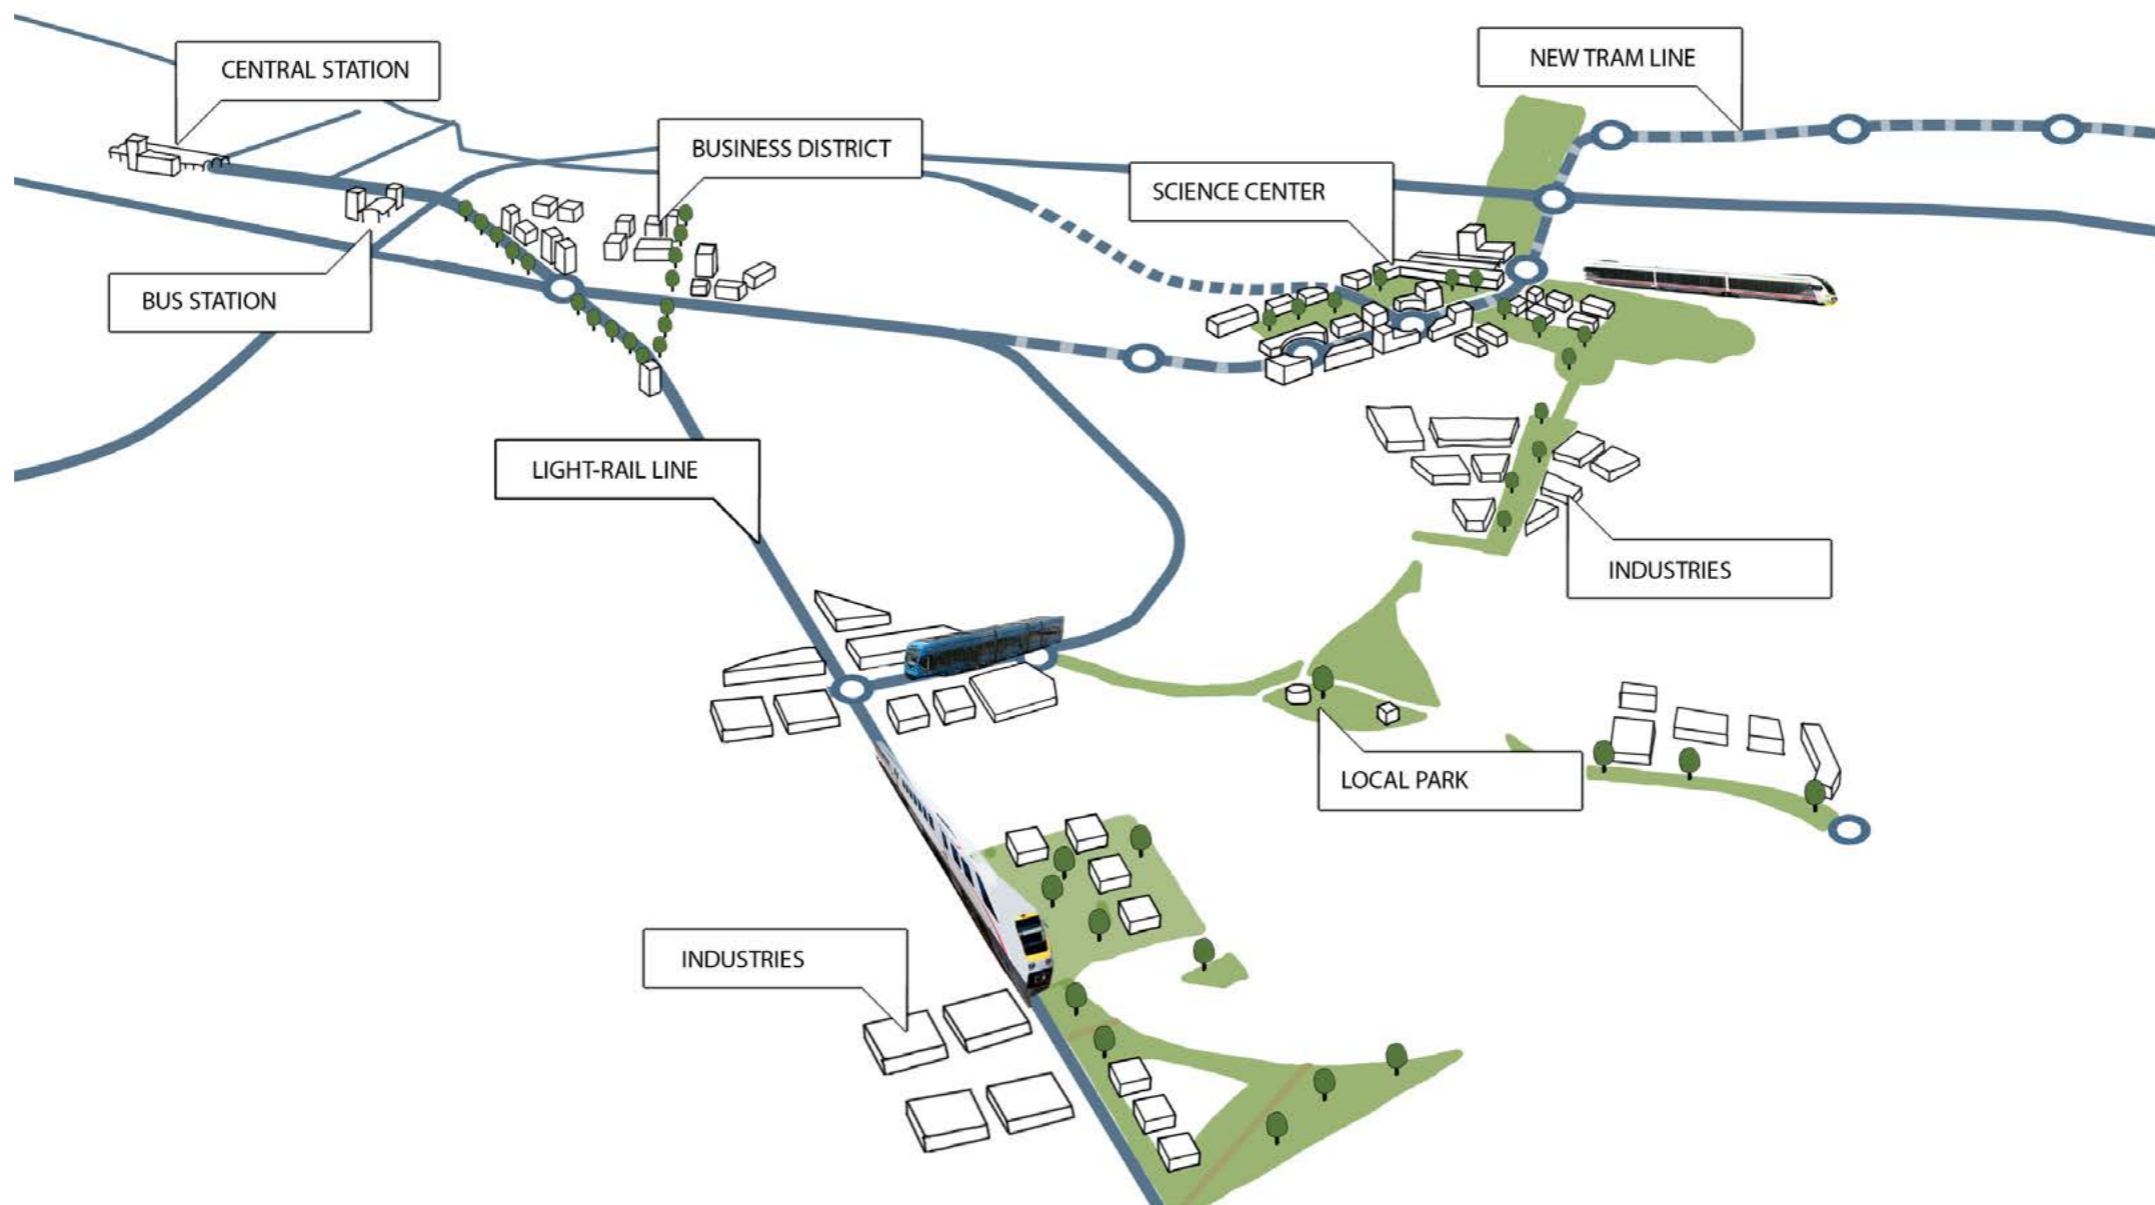 NEW TRAM LINE
CENTRAL STATION
BUSINESS DISTRICT
SCIENCE CENTER
BUS STATION
LIGHT-RAIL LINE
INDUSTRIES
LOCAL PARK
INDUSTRIES